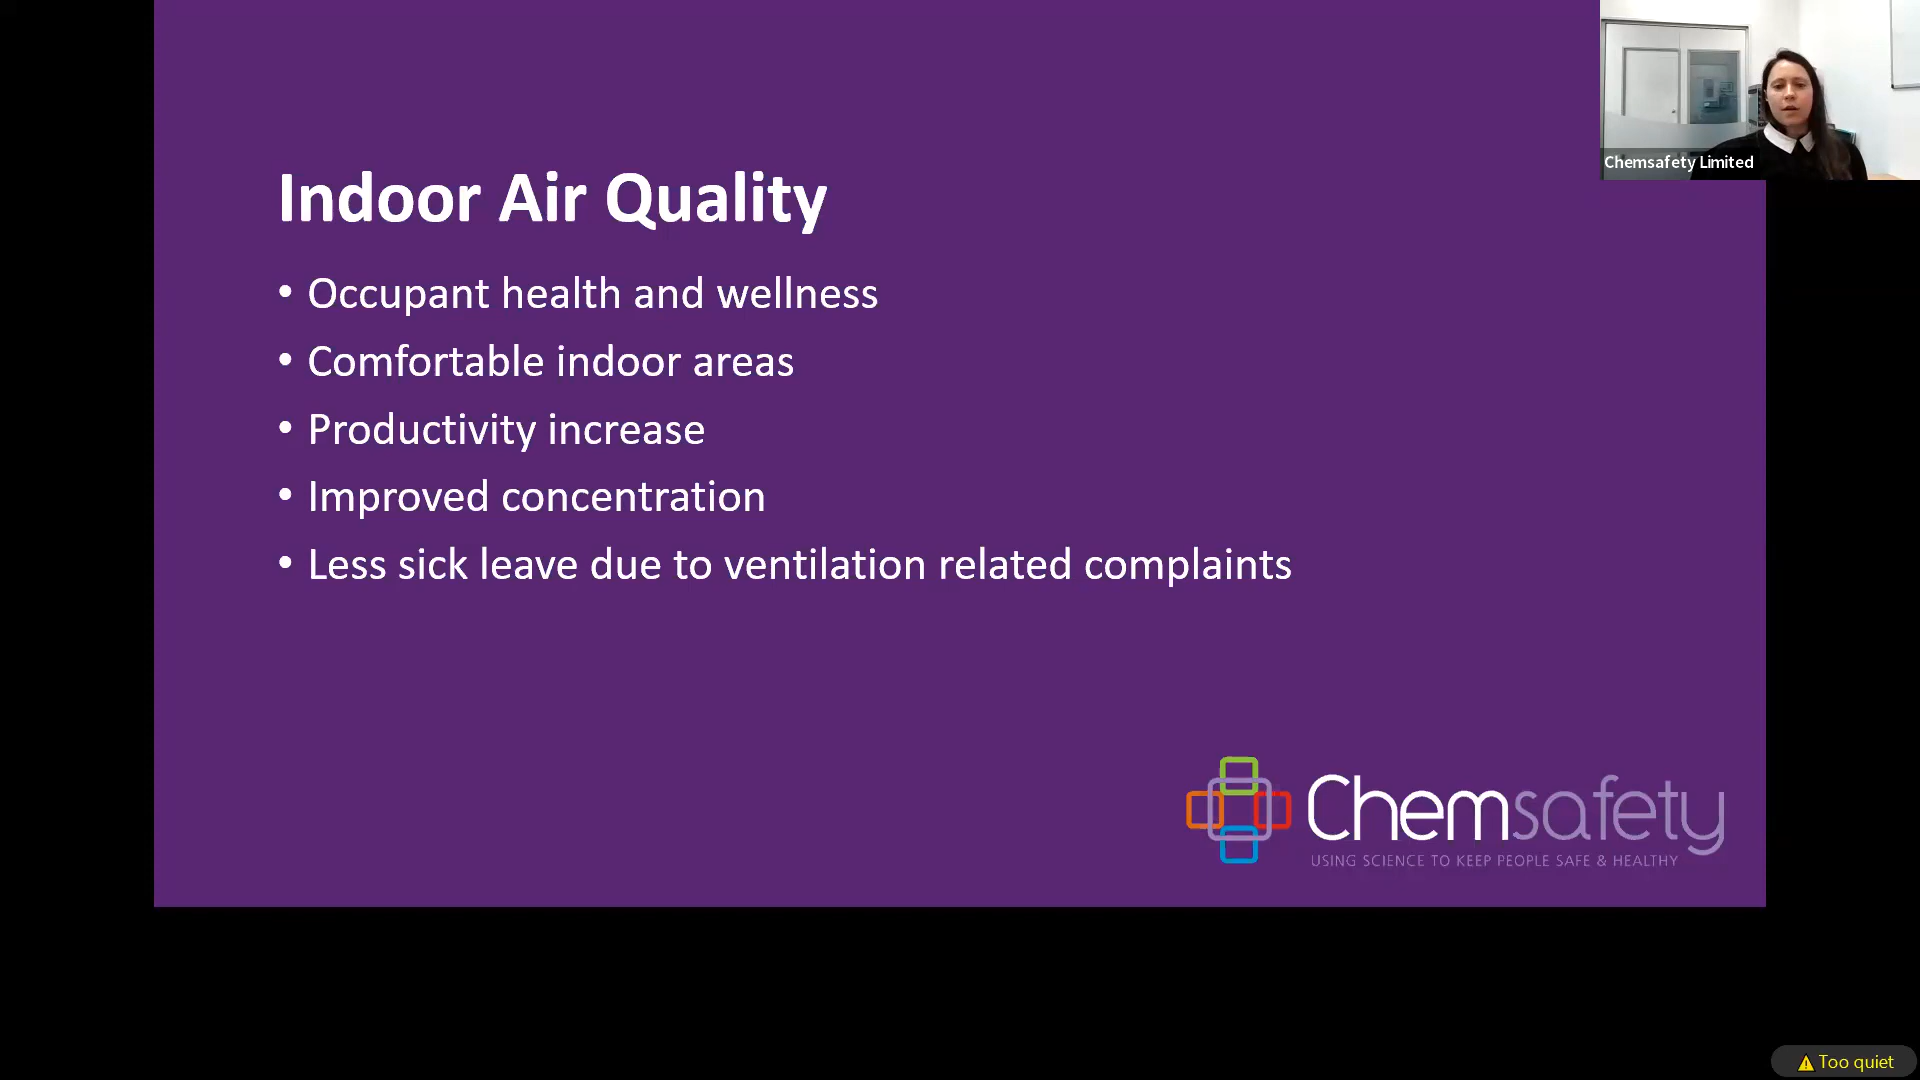 Chemsafety Limited
Indoor Air Quality
• Occupant health and wellness
• Comfortable indoor areas
• Productivity increase
• Improved concentration
• Less sick leave due to ventilation related complaints
Chemsafety
USING SCIENCE TO KEEP PEOPLE SAFE & HEALTHY
Too quiet